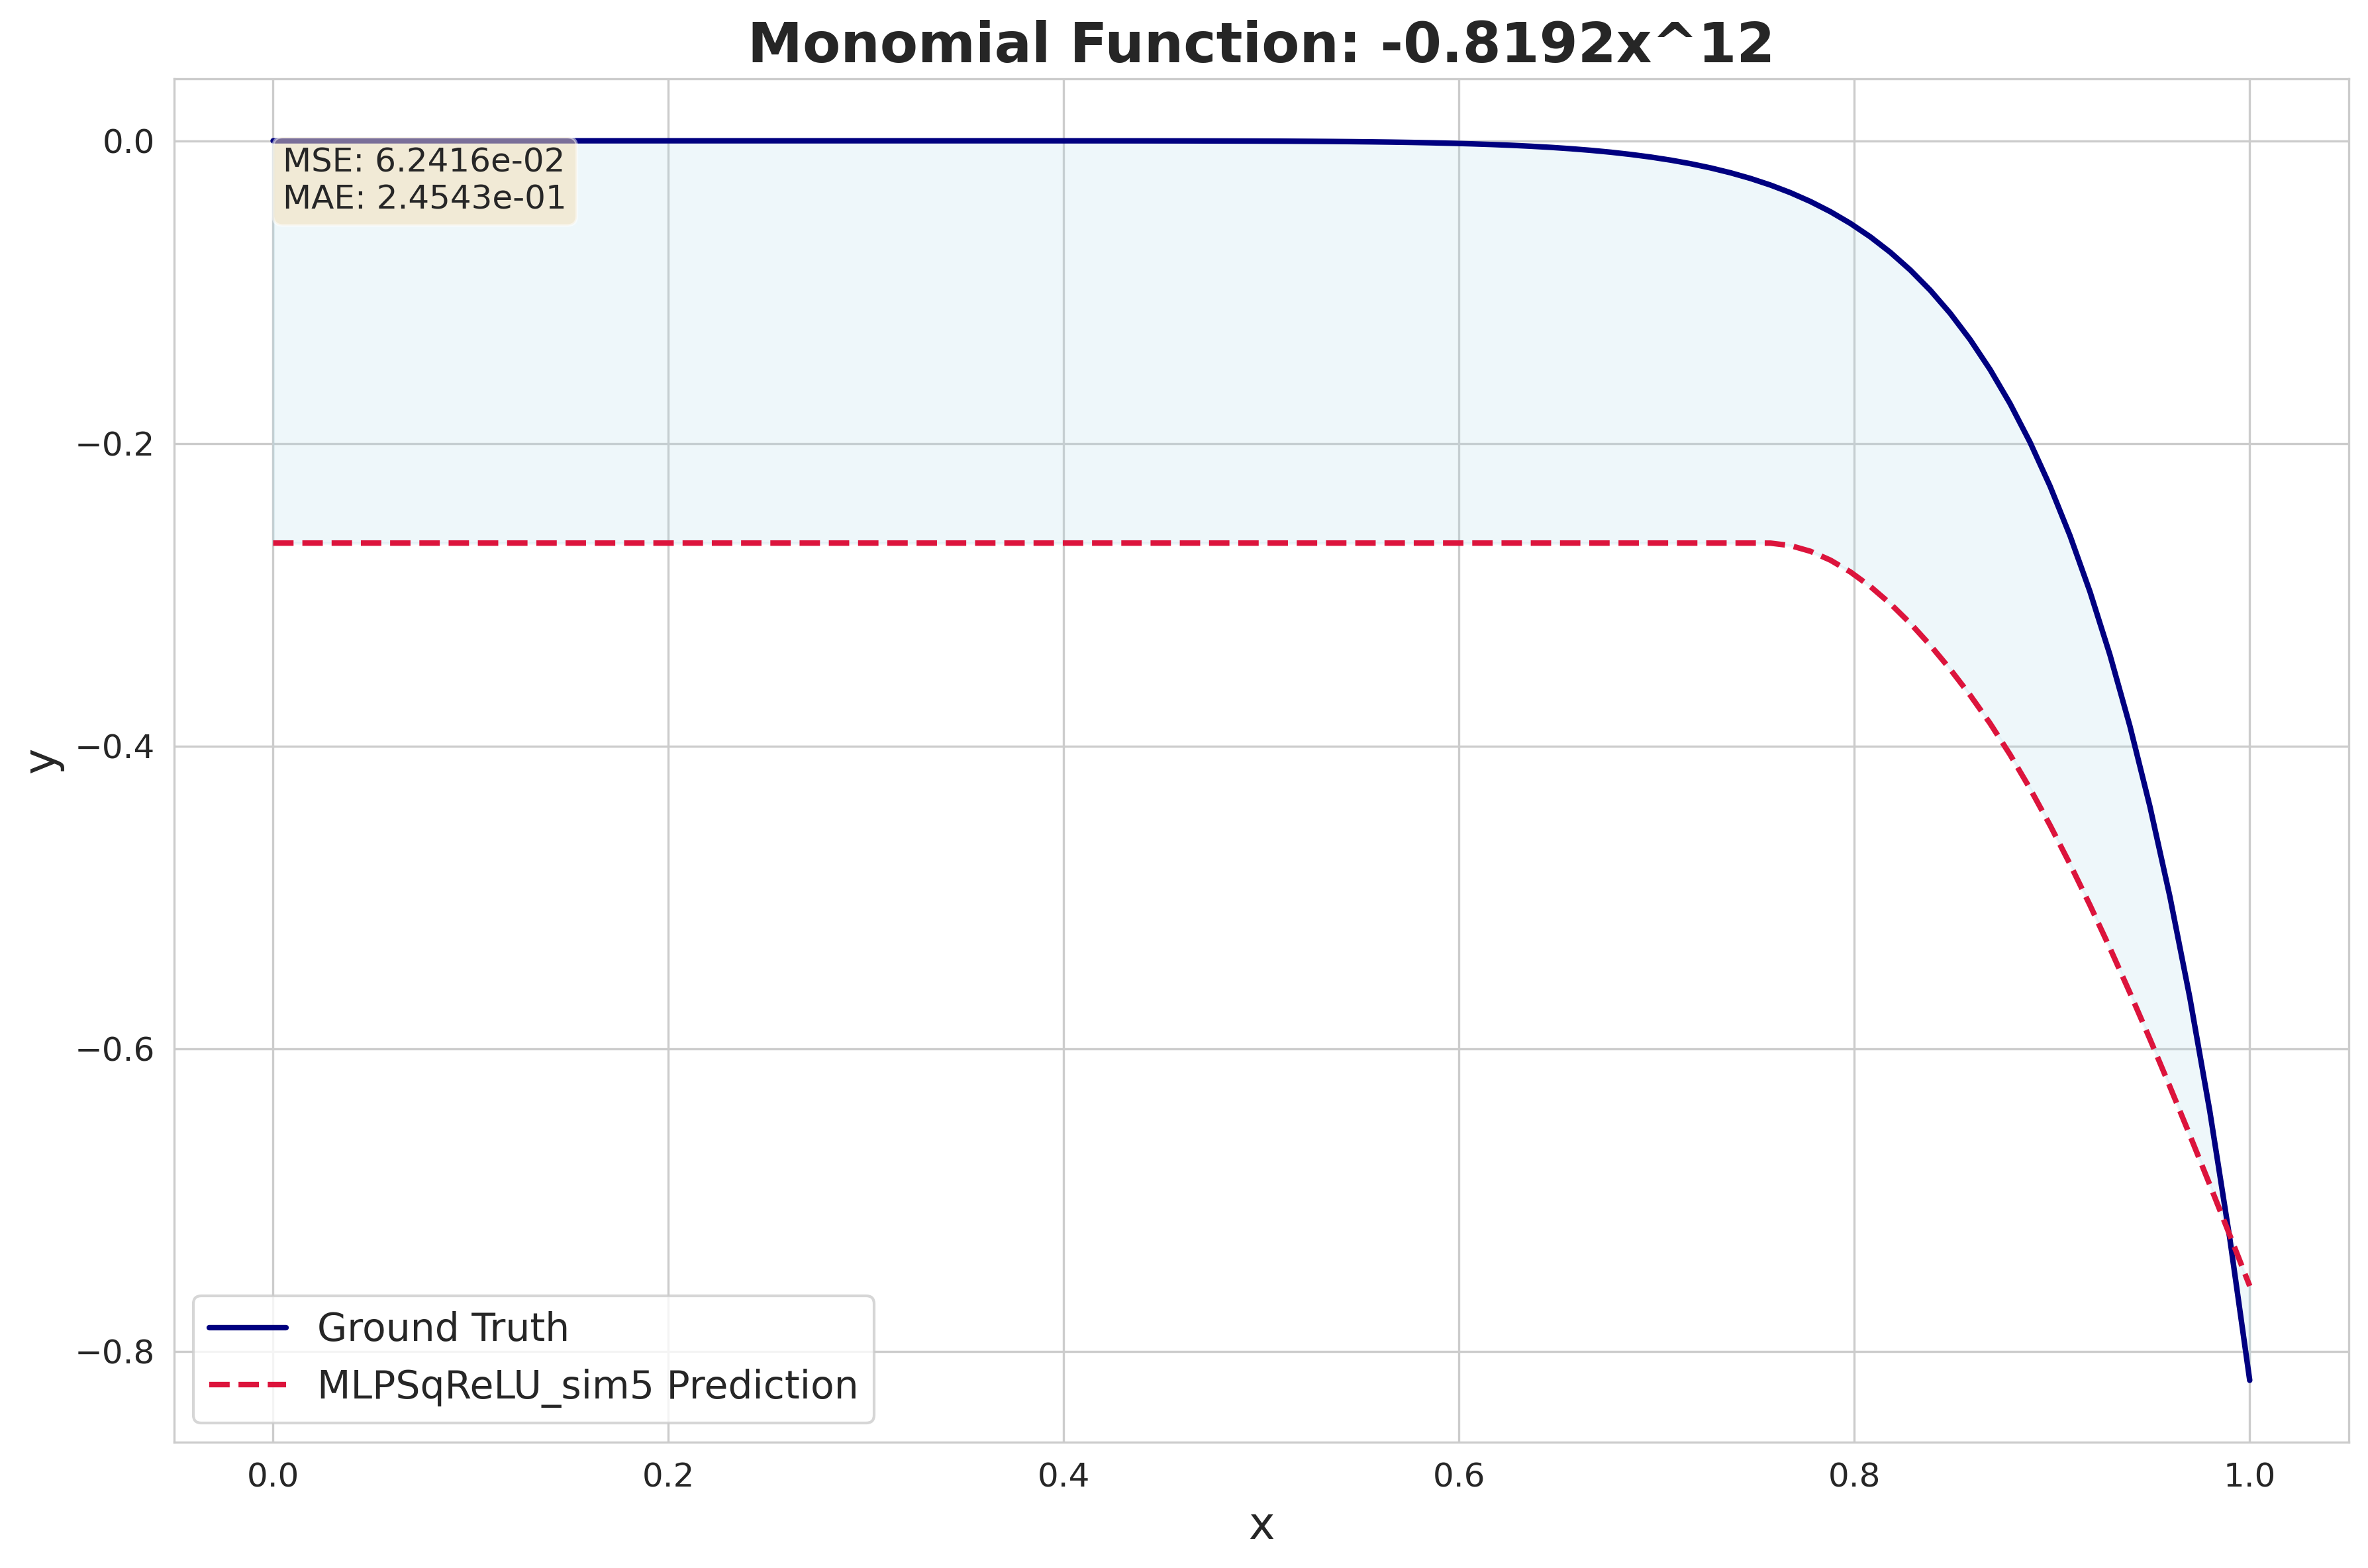 Monomial Function: -0.8192x^12
MSE: 6.2416e-02
MAE: 2.4543e-01
0.0
−0.2
−0.4
−0.6
−0.8
y
Ground Truth
MLPSqReLU_sim5 Prediction
0.0 0.2 0.4 0.6 0.8 1.0
x